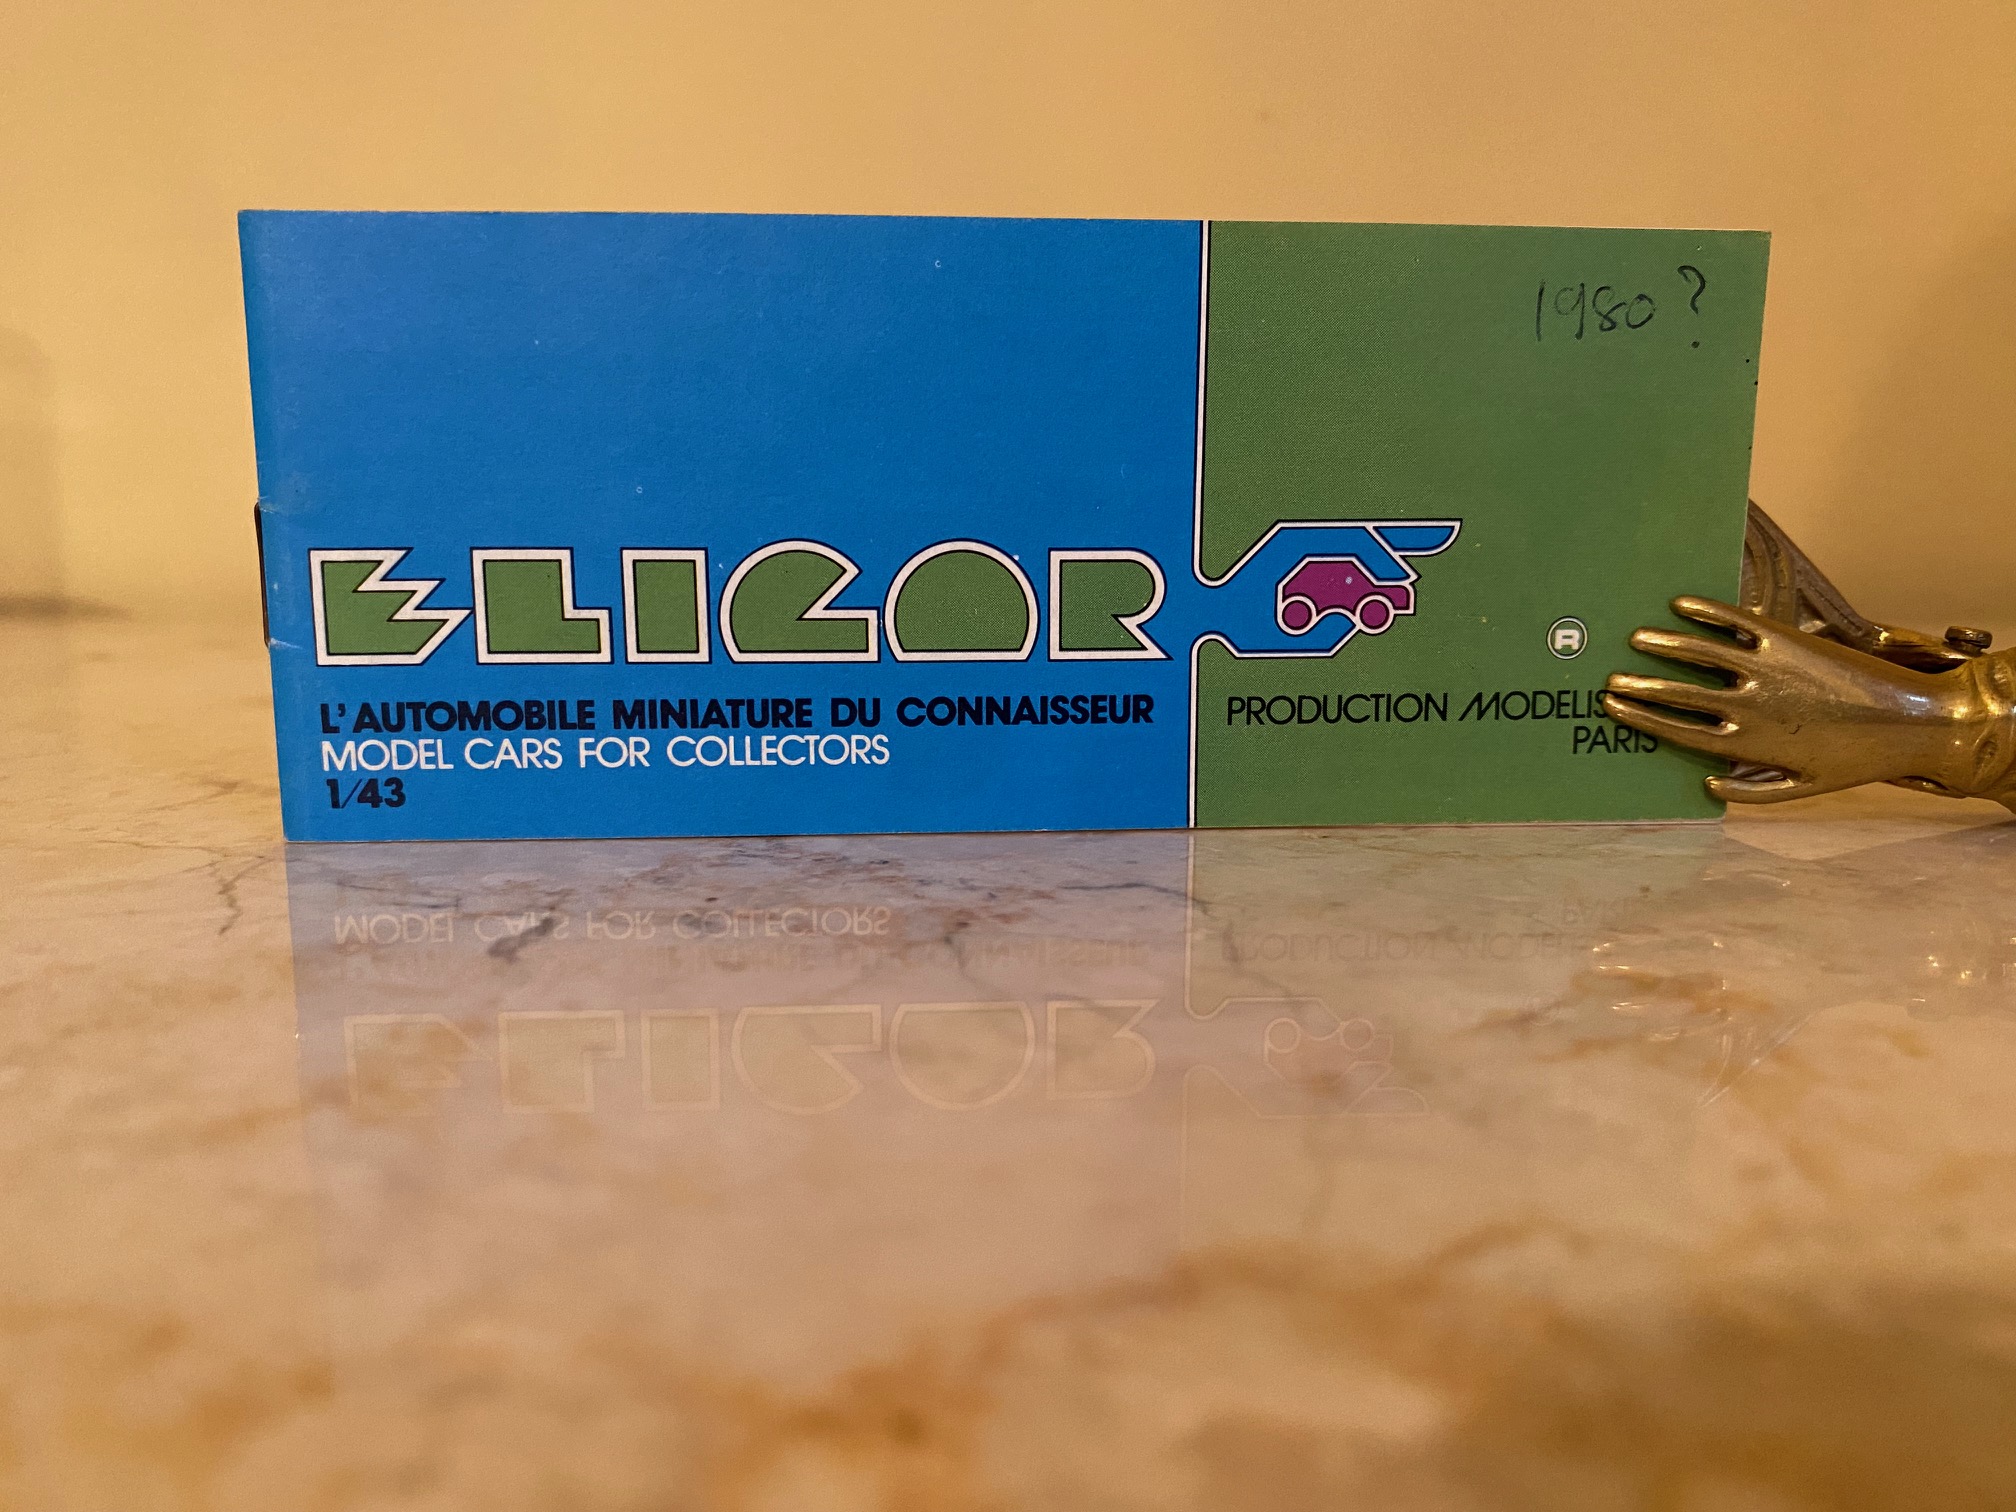 1980 ?
ELIGOR
L'AUTOMOBILE MINIATURE DU CONNAISSEUR
MODEL CARS FOR COLLECTORS
1/43
®
PRODUCTION
PARIS